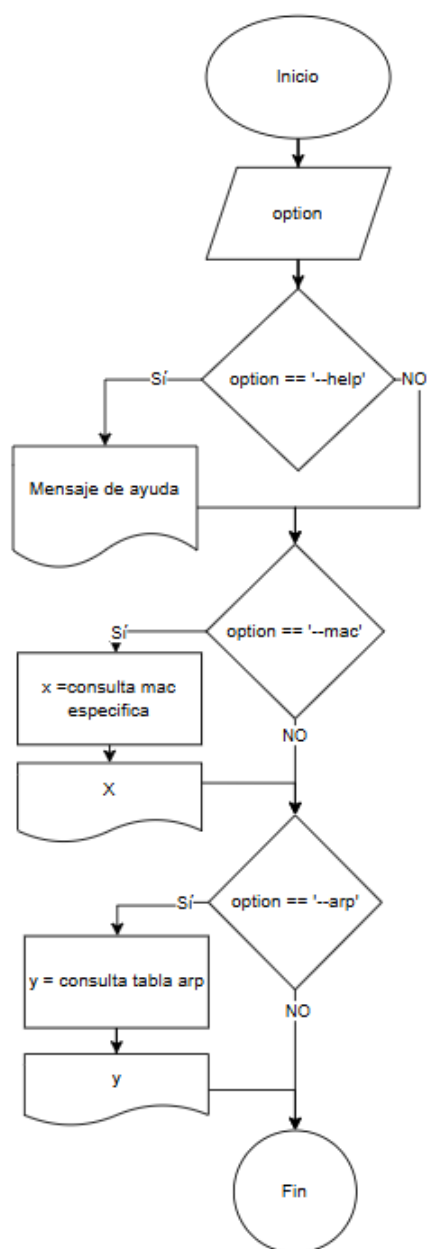 Inicio
option
option == '--help'
Sí
NO
Mensaje de ayuda
option == '--mac'
Sí
x =consulta mac
especifica
NO
X
option == '--arp'
Sí
y = consulta tabla arp
NO
y
Fin